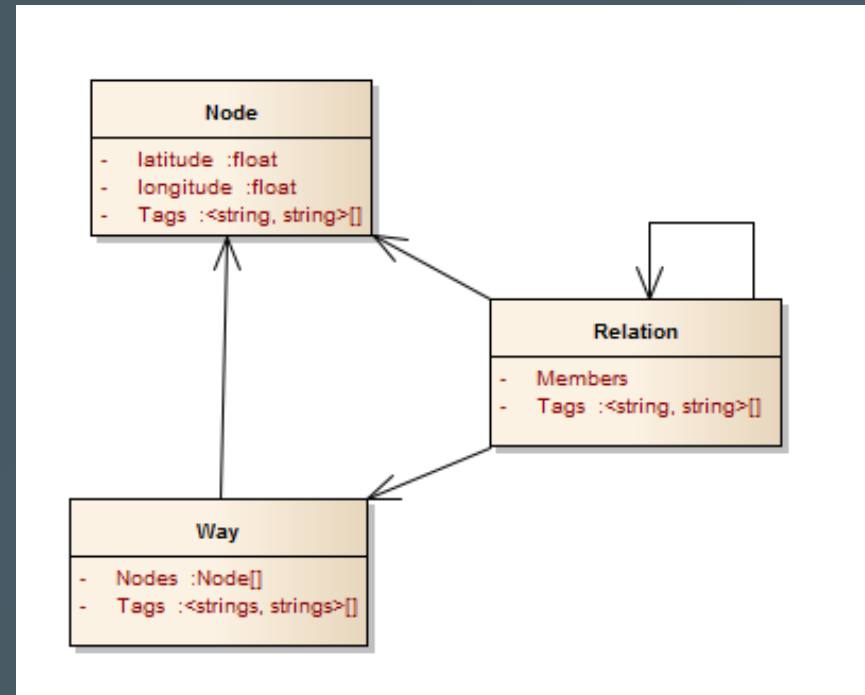 Node
- latitude :float
- longitude :float
- Tags :<string, string>[]
Relation
- Members
- Tags :<string, string>[]
Way
- Nodes :Node[]
- Tags :<strings, strings>[]